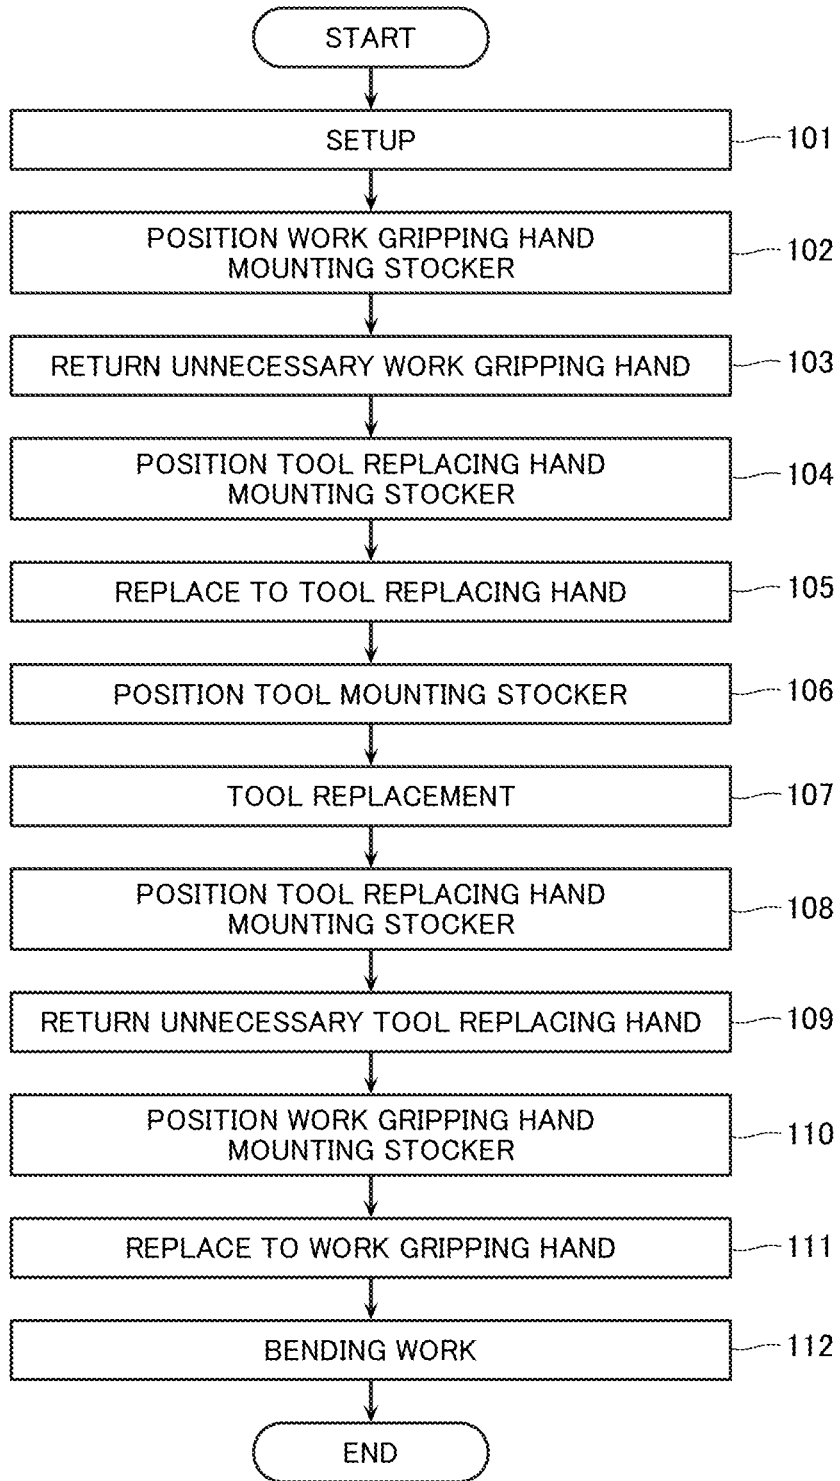 START
SETUP
101
POSITION WORK GRIPPING HAND
MOUNTING STOCKER
102
RETURN UNNECESSARY WORK GRIPPING HAND
103
POSITION TOOL REPLACING HAND
MOUNTING STOCKER
104
REPLACE TO TOOL REPLACING HAND
105
POSITION TOOL MOUNTING STOCKER
106
TOOL REPLACEMENT
107
POSITION TOOL REPLACING HAND
MOUNTING STOCKER
108
RETURN UNNECESSARY TOOL REPLACING HAND
109
POSITION WORK GRIPPING HAND
MOUNTING STOCKER
110
REPLACE TO WORK GRIPPING HAND
111
BENDING WORK
112
END